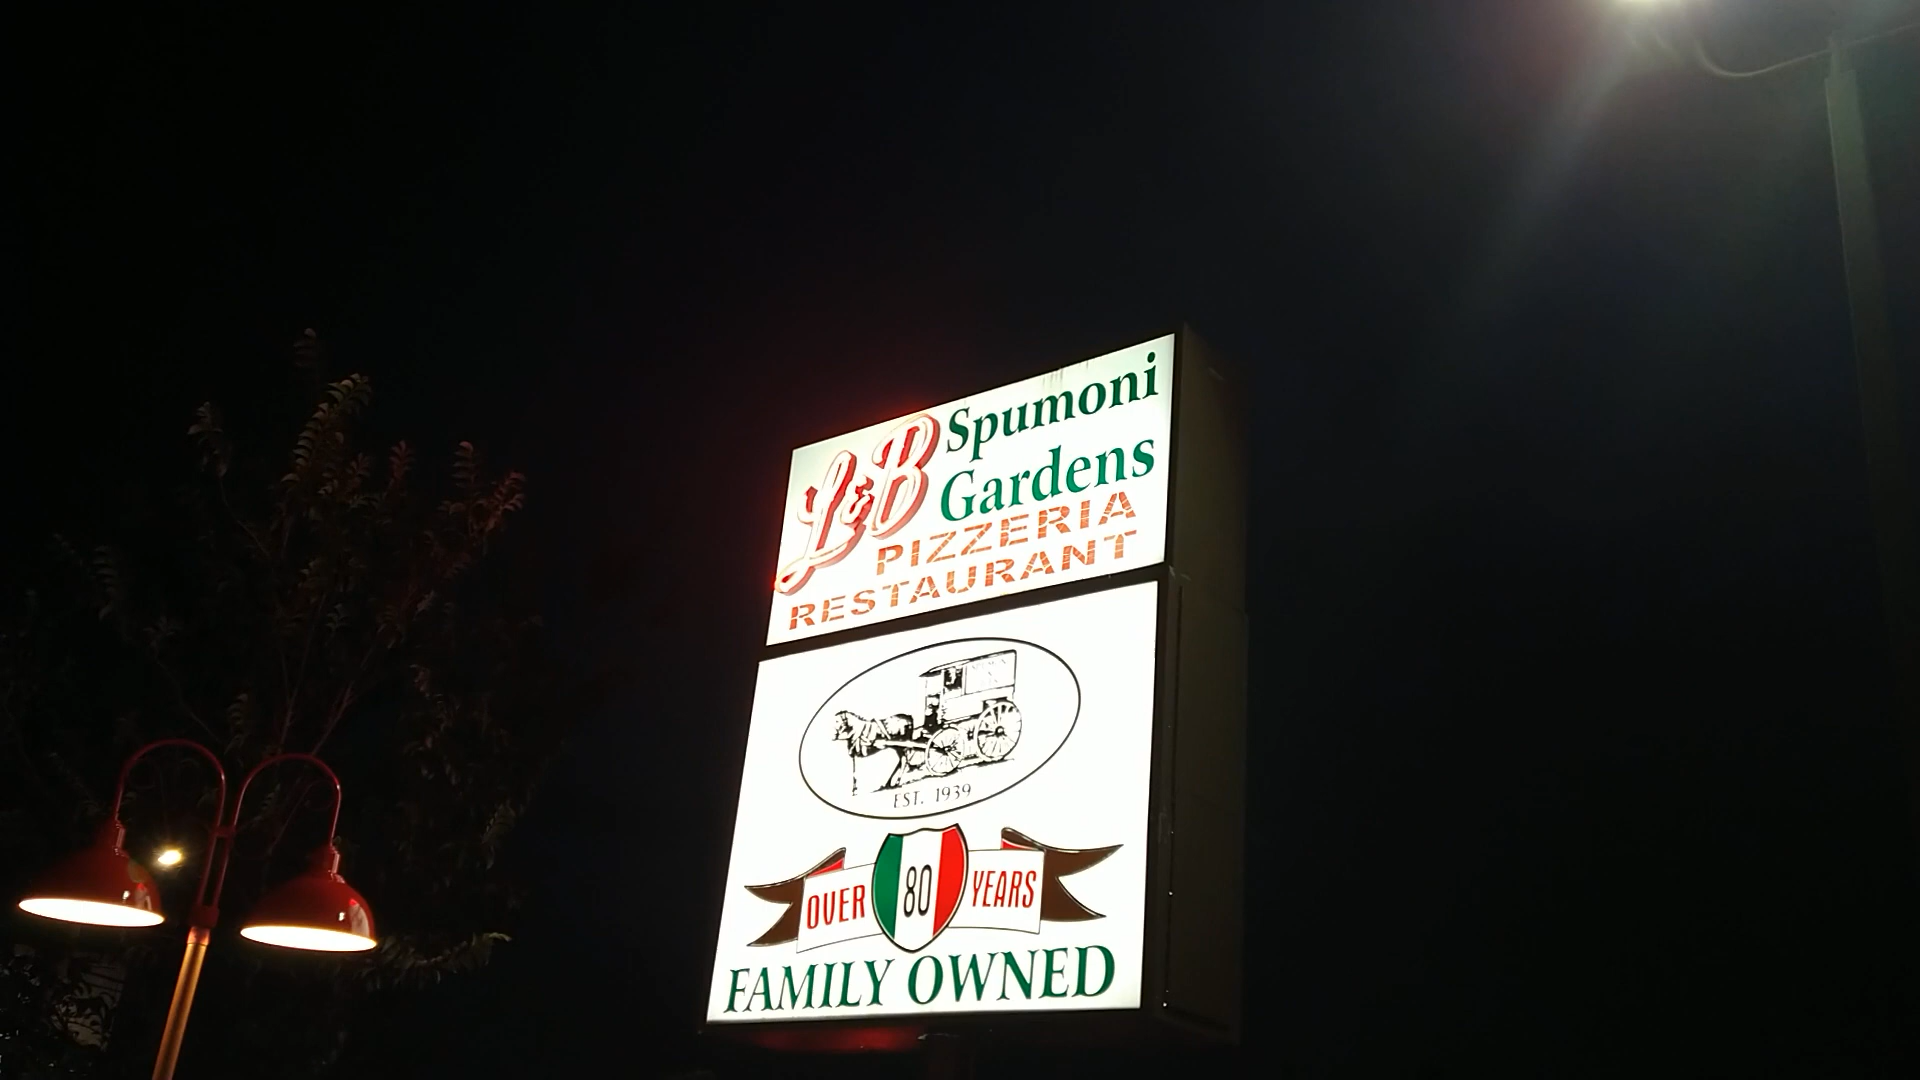 L&B Spumoni
Gardens
PIZZERIA
RESTAURANT
EST. 1939
OVER 80 YEARS
FAMILY OWNED